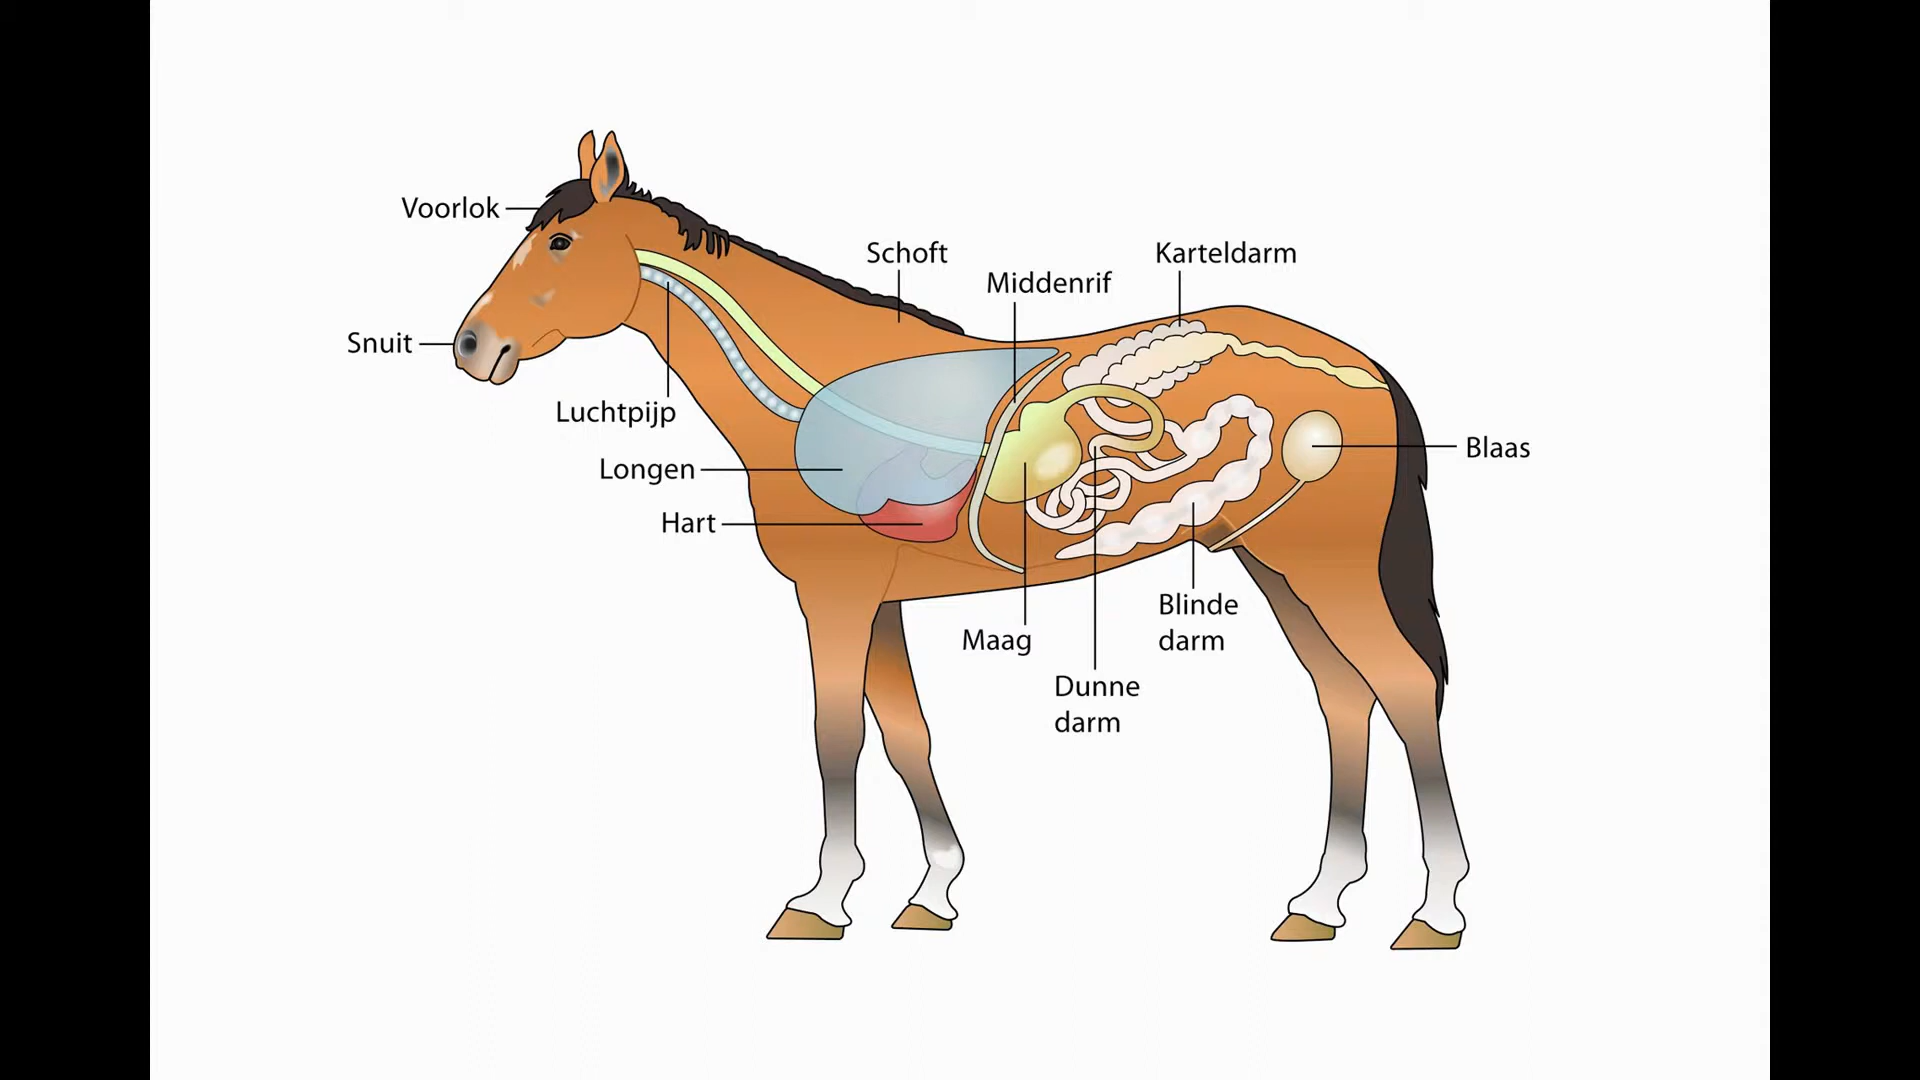 Voorlok
Schoft
Karteldarm
Middenrif
Snuit
Luchtpijp
Blaas
Longen
Hart
Blinde
darm
Maag
Dunne
darm